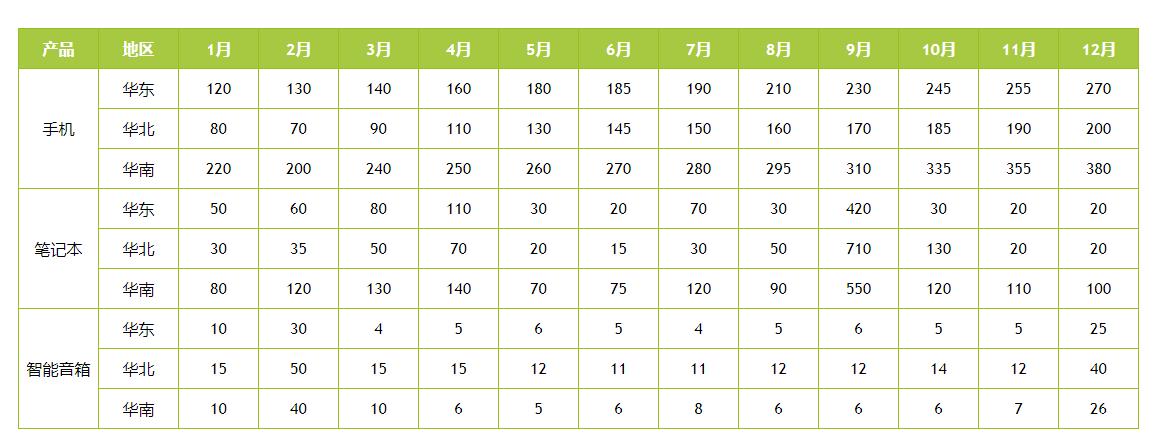 产品 地区 1月 2月 3月 4月 5月 6月 7月 8月 9月 10月 11月 12月
华东 120 130 140 160 180 185 190 210 230 245 255 270
手机 华北 80 70 90 110 130 145 150 160 170 185 190 200
华南 220 200 240 250 260 270 280 295 310 335 355 380
华东 50 60 80 110 30 20 70 30 420 30 20 20
笔记本 华北 30 35 50 70 20 15 30 50 710 130 20 20
华南 80 120 130 140 70 75 120 90 550 120 110 100
华东 10 30 4 5 6 5 4 5 6 5 5 25
智能音箱 华北 15 50 15 15 12 11 11 12 12 14 12 40
华南 10 40 10 6 5 6 8 6 6 6 7 26